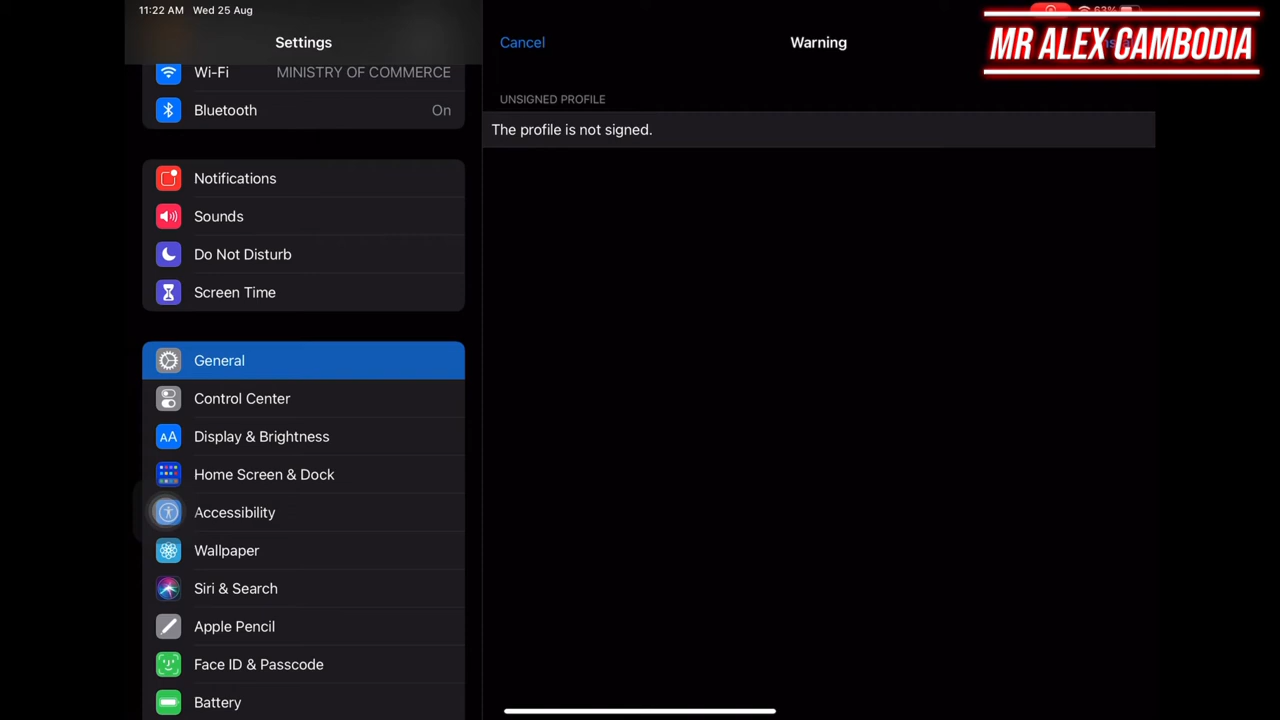 11:22 AM Wed 25 Aug
63%
Settings
Cancel
Warning
MR ALEX CAMBODIA
Wi-Fi MINISTRY OF COMMERCE
Bluetooth On
UNSIGNED PROFILE
The profile is not signed.
Notifications
Sounds
Do Not Disturb
Screen Time
General
Control Center
AA Display & Brightness
Home Screen & Dock
Accessibility
Wallpaper
Siri & Search
Apple Pencil
Face ID & Passcode
Battery